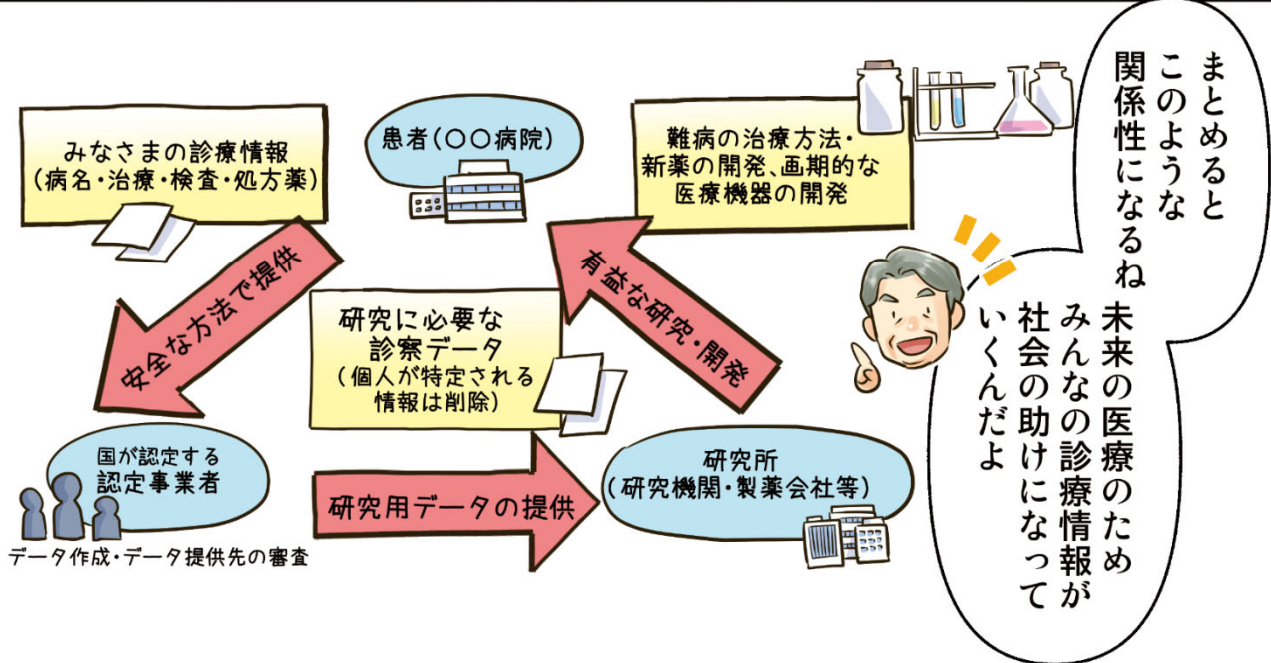 まとめると
このような
関係性になるね
未来の医療のため
みんなの診療情報が
社会の助けになって
いくんだよ
みなさまの診療情報
(病名・治療・検査・処方薬)
患者(〇〇病院)
難病の治療方法・
新薬の開発、画期的な
医療機器の開発
安全な方法で提供
研究に必要な
診察データ
(個人が特定される
情報は削除)
有益な研究・開発
国が認定する
認定事業者
データ作成・データ提供先の審査
研究用データの提供
研究所
(研究機関・製薬会社等)